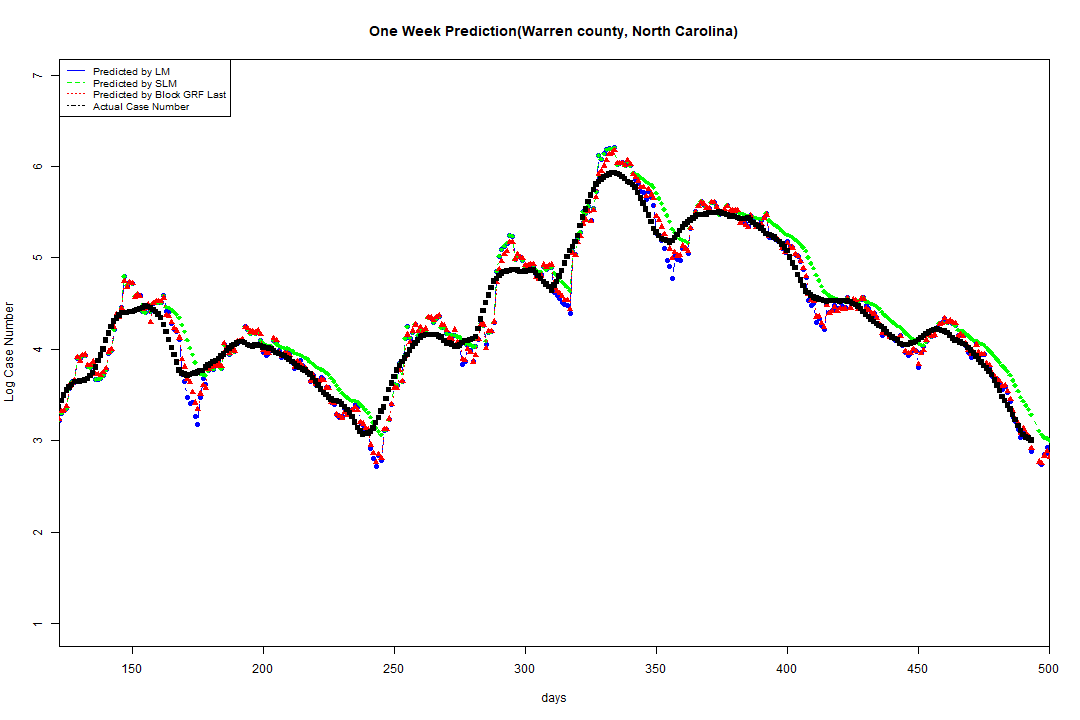 One Week Prediction(Warren county, North Carolina)
Predicted by LM
Predicted by SLM
Predicted by Block GRF Last
Actual Case Number
7
6
5
4
3
2
1
Log Case Number
150 200 250 300 350 400 450 500
days